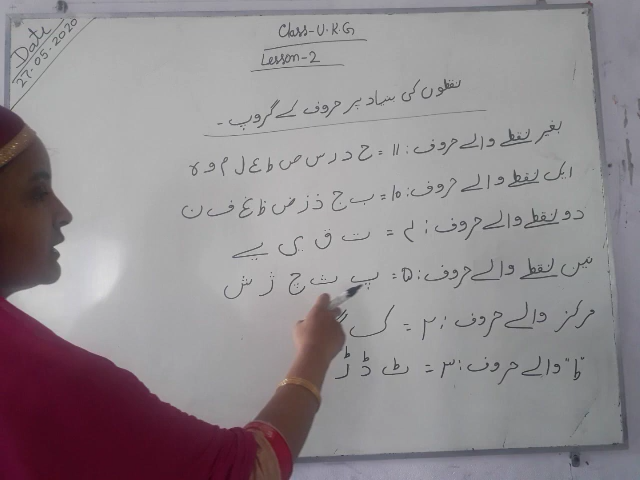 Date
27.05.2020
Class-U.K.G
Lesson-2
نقطوں کی بنیاد پر حروف کے گروپ ۔
بغیر نقطے والے حروف: ۱۱ = ح د ر س ص ط ع ل م و ہ
ایک نقطے والے حروف: ۱۰ = ب ج خ ذ ز ض ظ غ ف ن
دو نقطے والے حروف: ۴ = ت ق ی ے
تین نقطے والے حروف: ۵ = پ ث چ ژ ش
مرکز والے حروف: ۲ = ک گ
"ط" والے حروف: ۳ = ٹ ڈ ڑ